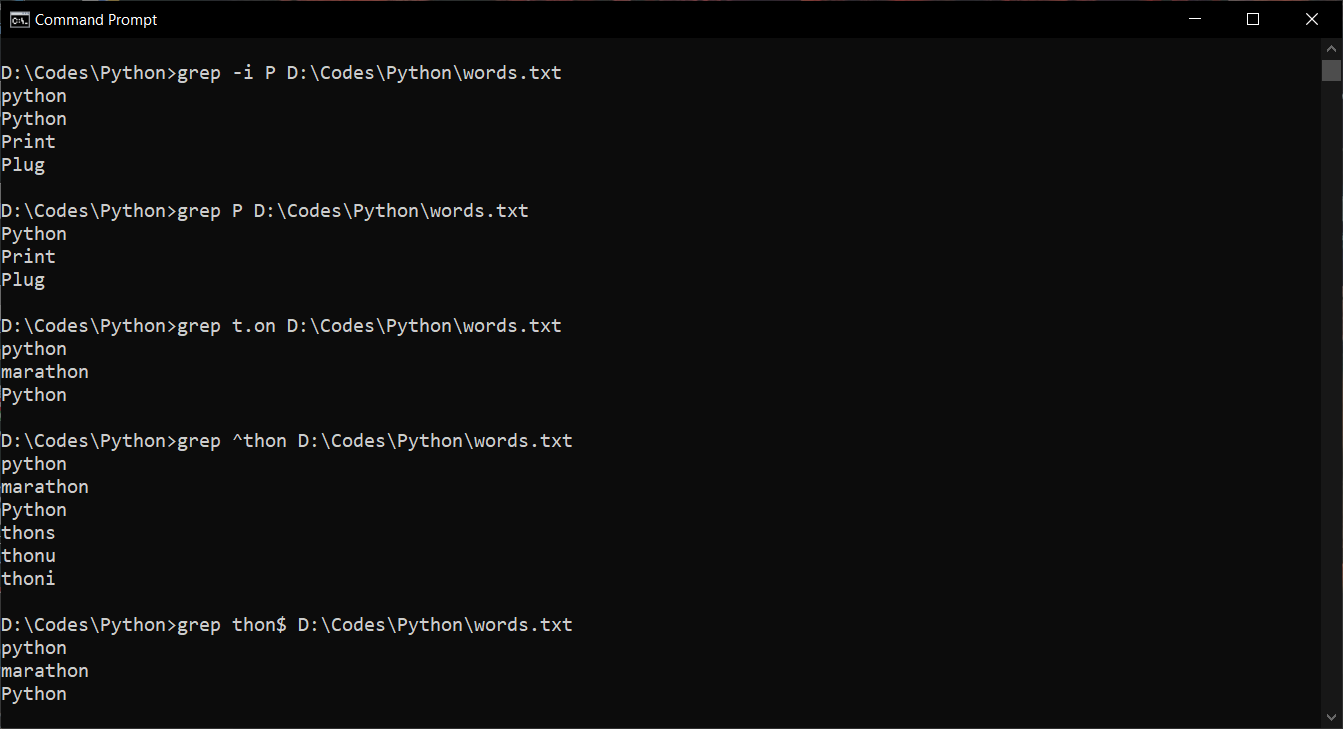 Command Prompt
D:\Codes\Python>grep -i P D:\Codes\Python\words.txt
python
Python
Print
Plug
D:\Codes\Python>grep P D:\Codes\Python\words.txt
Python
Print
Plug
D:\Codes\Python>grep t.on D:\Codes\Python\words.txt
python
marathon
Python
D:\Codes\Python>grep ^thon D:\Codes\Python\words.txt
python
marathon
Python
thons
thonu
thoni
D:\Codes\Python>grep thon$ D:\Codes\Python\words.txt
python
marathon
Python